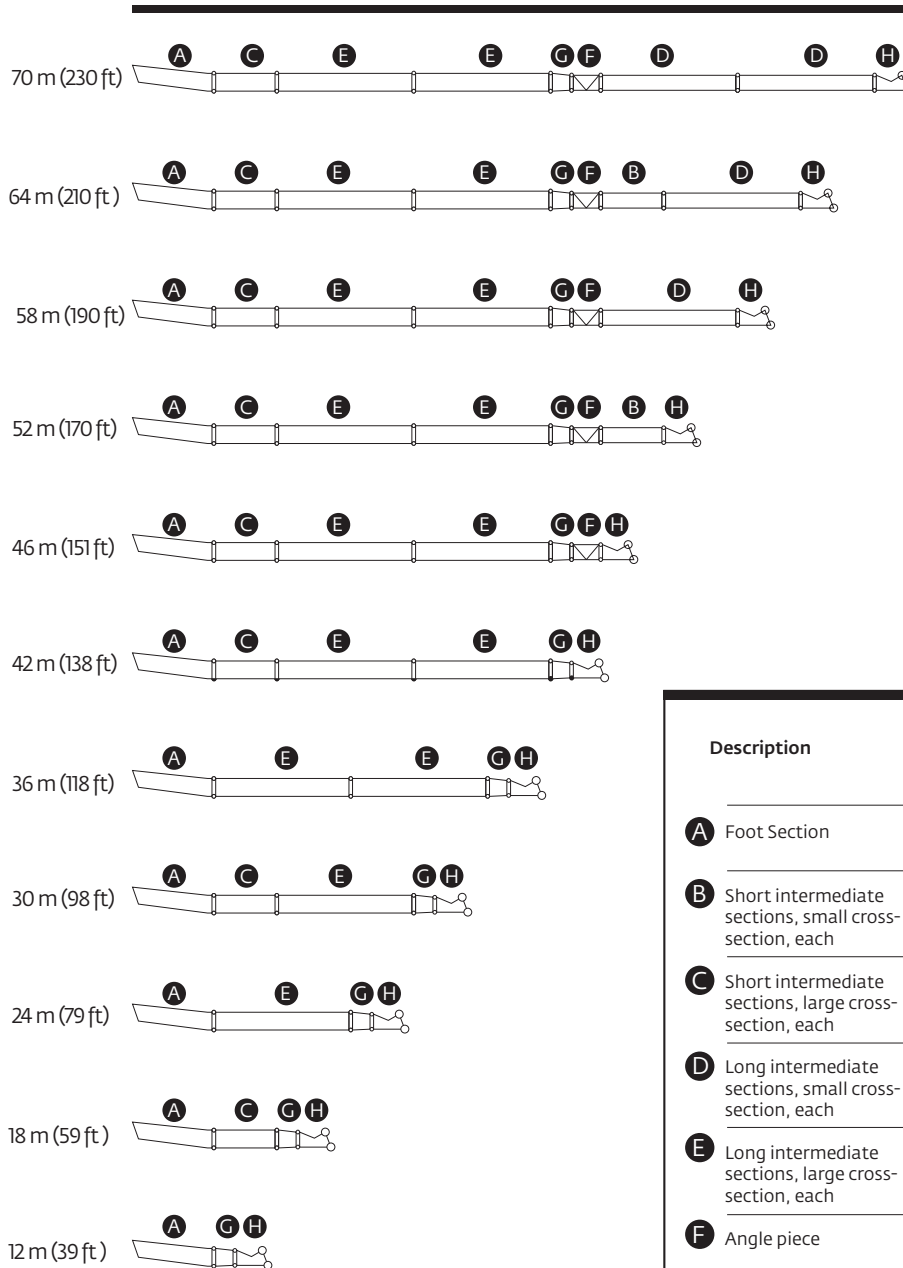 A C E E G F D D H
70 m (230 ft)
A C E E G F B D H
64 m (210 ft )
A C E E G F D H
58 m (190 ft)
A C E E G F B H
52 m (170 ft)
A C E E G F H
46 m (151 ft)
A C E E G H
42 m (138 ft)
A E E G H
36 m (118 ft)
A C E G H
30 m (98 ft)
A E G H
24 m (79 ft)
A C G H
18 m (59 ft )
A G H
12 m (39 ft )
Description
A Foot Section
B Short intermediate
sections, small cross-
section, each
C Short intermediate
sections, large cross-
section, each
D Long intermediate
sections, small cross-
section, each
E Long intermediate
sections, large cross-
section, each
F Angle piece